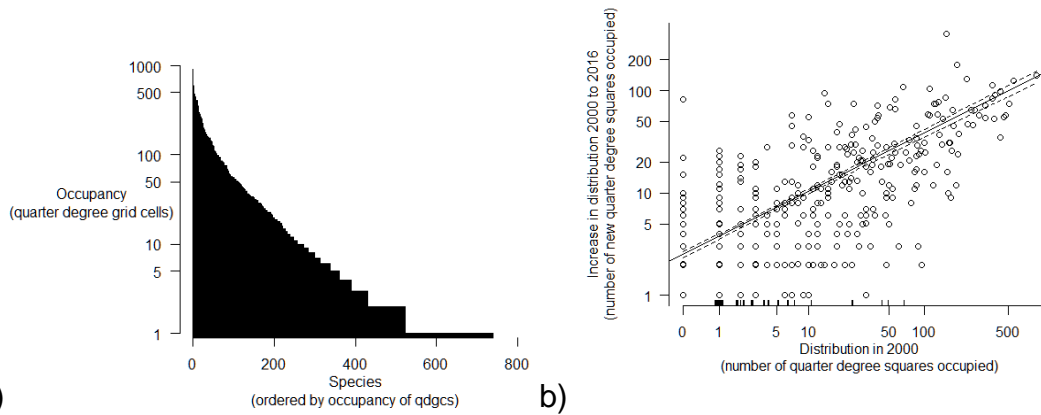 1000
500
100
50
10
5
1
Occupancy
(quarter degree grid cells)
0 200 400 600 800
Species
(ordered by occupancy of qdgcs)
)
b)
Increase in distribution 2000 to 2016
(number of new quarter degree squares occupied)
200
100
50
20
10
5
1
0 1 5 10 50 100 500
Distribution in 2000
(number of quarter degree squares occupied)